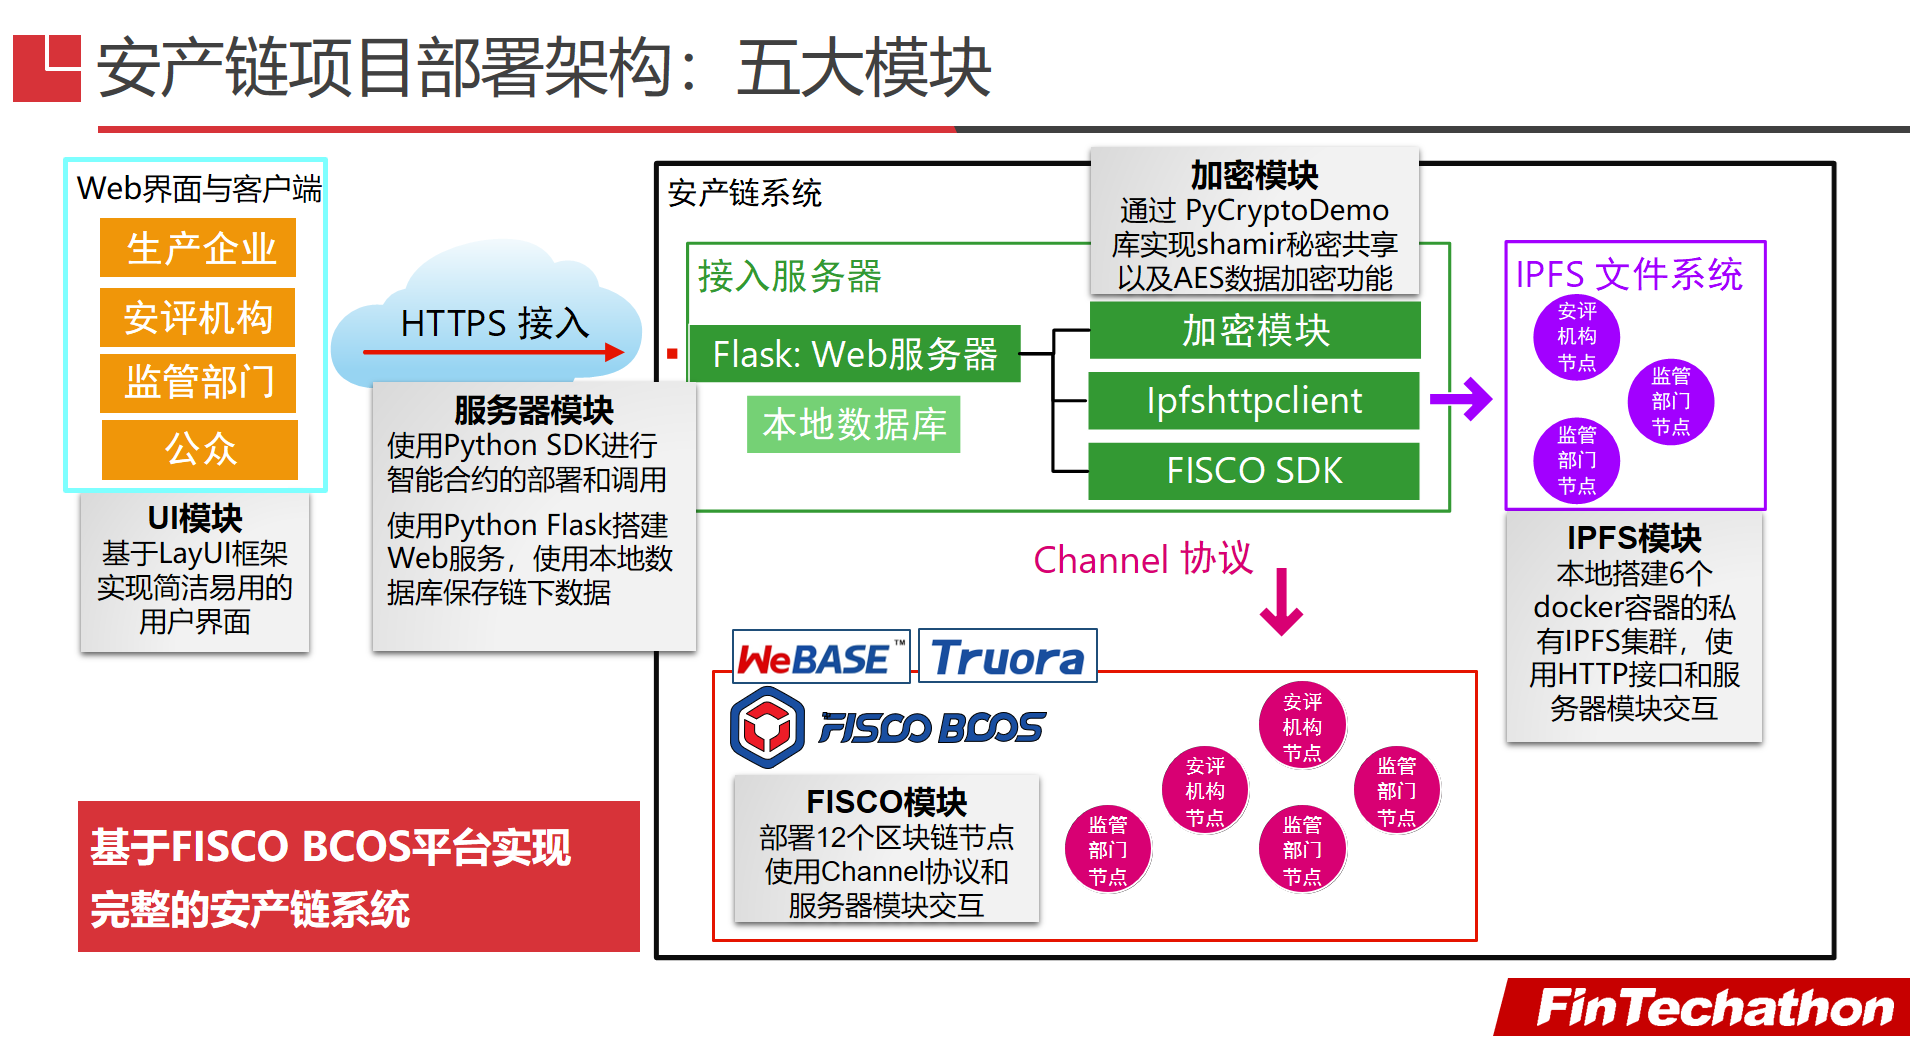 安产链项目部署架构：五大模块
Web界面与客户端
生产企业
安评机构
监管部门
公众
UI模块
基于LayUI框架
实现简洁易用的
用户界面
HTTPS 接入
服务器模块
使用Python SDK进行
智能合约的部署和调用
使用Python Flask搭建
Web服务，使用本地数
据库保存链下数据
安产链系统
加密模块
通过 PyCryptoDemo
库实现shamir秘密共享
以及AES数据加密功能
接入服务器
Flask: Web服务器
本地数据库
加密模块
Ipfshttpclient
FISCO SDK
IPFS 文件系统
安评
机构
节点
监管
部门
节点
监管
部门
节点
IPFS模块
本地搭建6个
docker容器的私
有IPFS集群，使
用HTTP接口和服
务器模块交互
Channel 协议
WeBASE™
Truora
FISCO BCOS
FISCO模块
部署12个区块链节点
使用Channel协议和
服务器模块交互
安评
机构
节点
安评
机构
节点
监管
部门
节点
监管
部门
节点
监管
部门
节点
基于FISCO BCOS平台实现
完整的安产链系统
FinTechathon